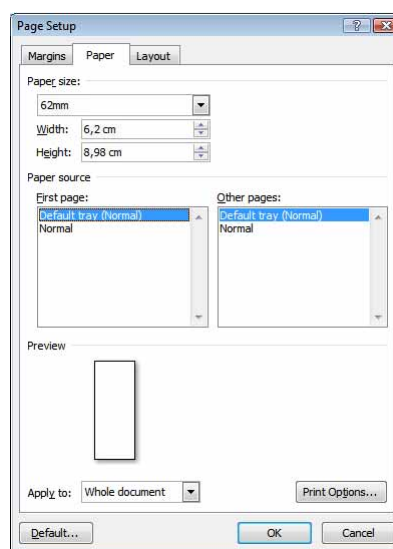 Page Setup
Margins Paper Layout
Paper size:
62mm
Width: 6,2 cm
Height: 8,98 cm
Paper source
First page: Other pages:
Default tray (Normal) Default tray (Normal)
Normal Normal
Preview
Apply to: Whole document Print Options...
Default... OK Cancel